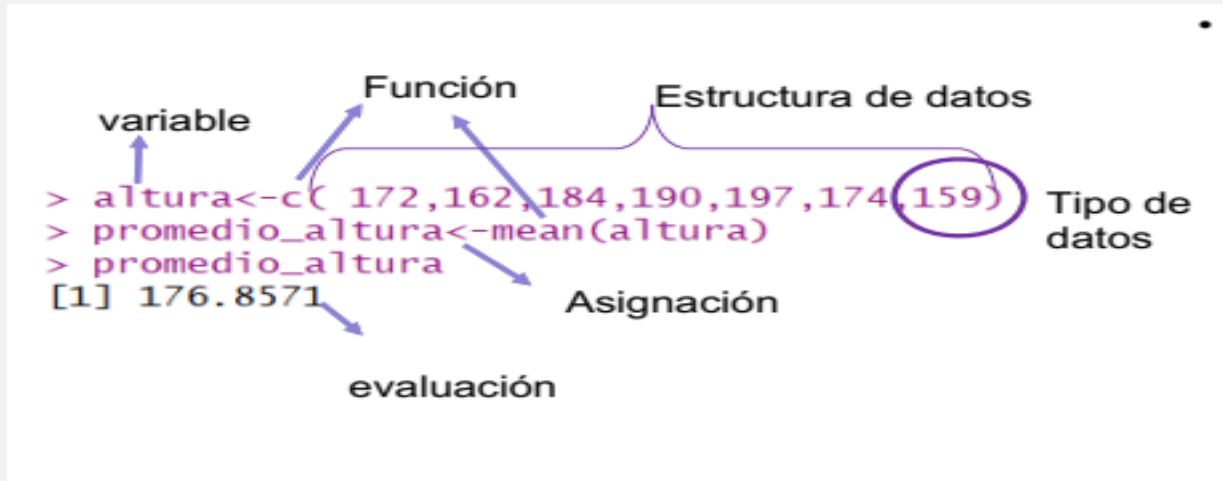 Función
Estructura de datos
variable
> altura<-c( 172,162,184,190,197,174,159)
Tipo de
datos
> promedio_altura<-mean(altura)
> promedio_altura
[1] 176.8571
Asignación
evaluación